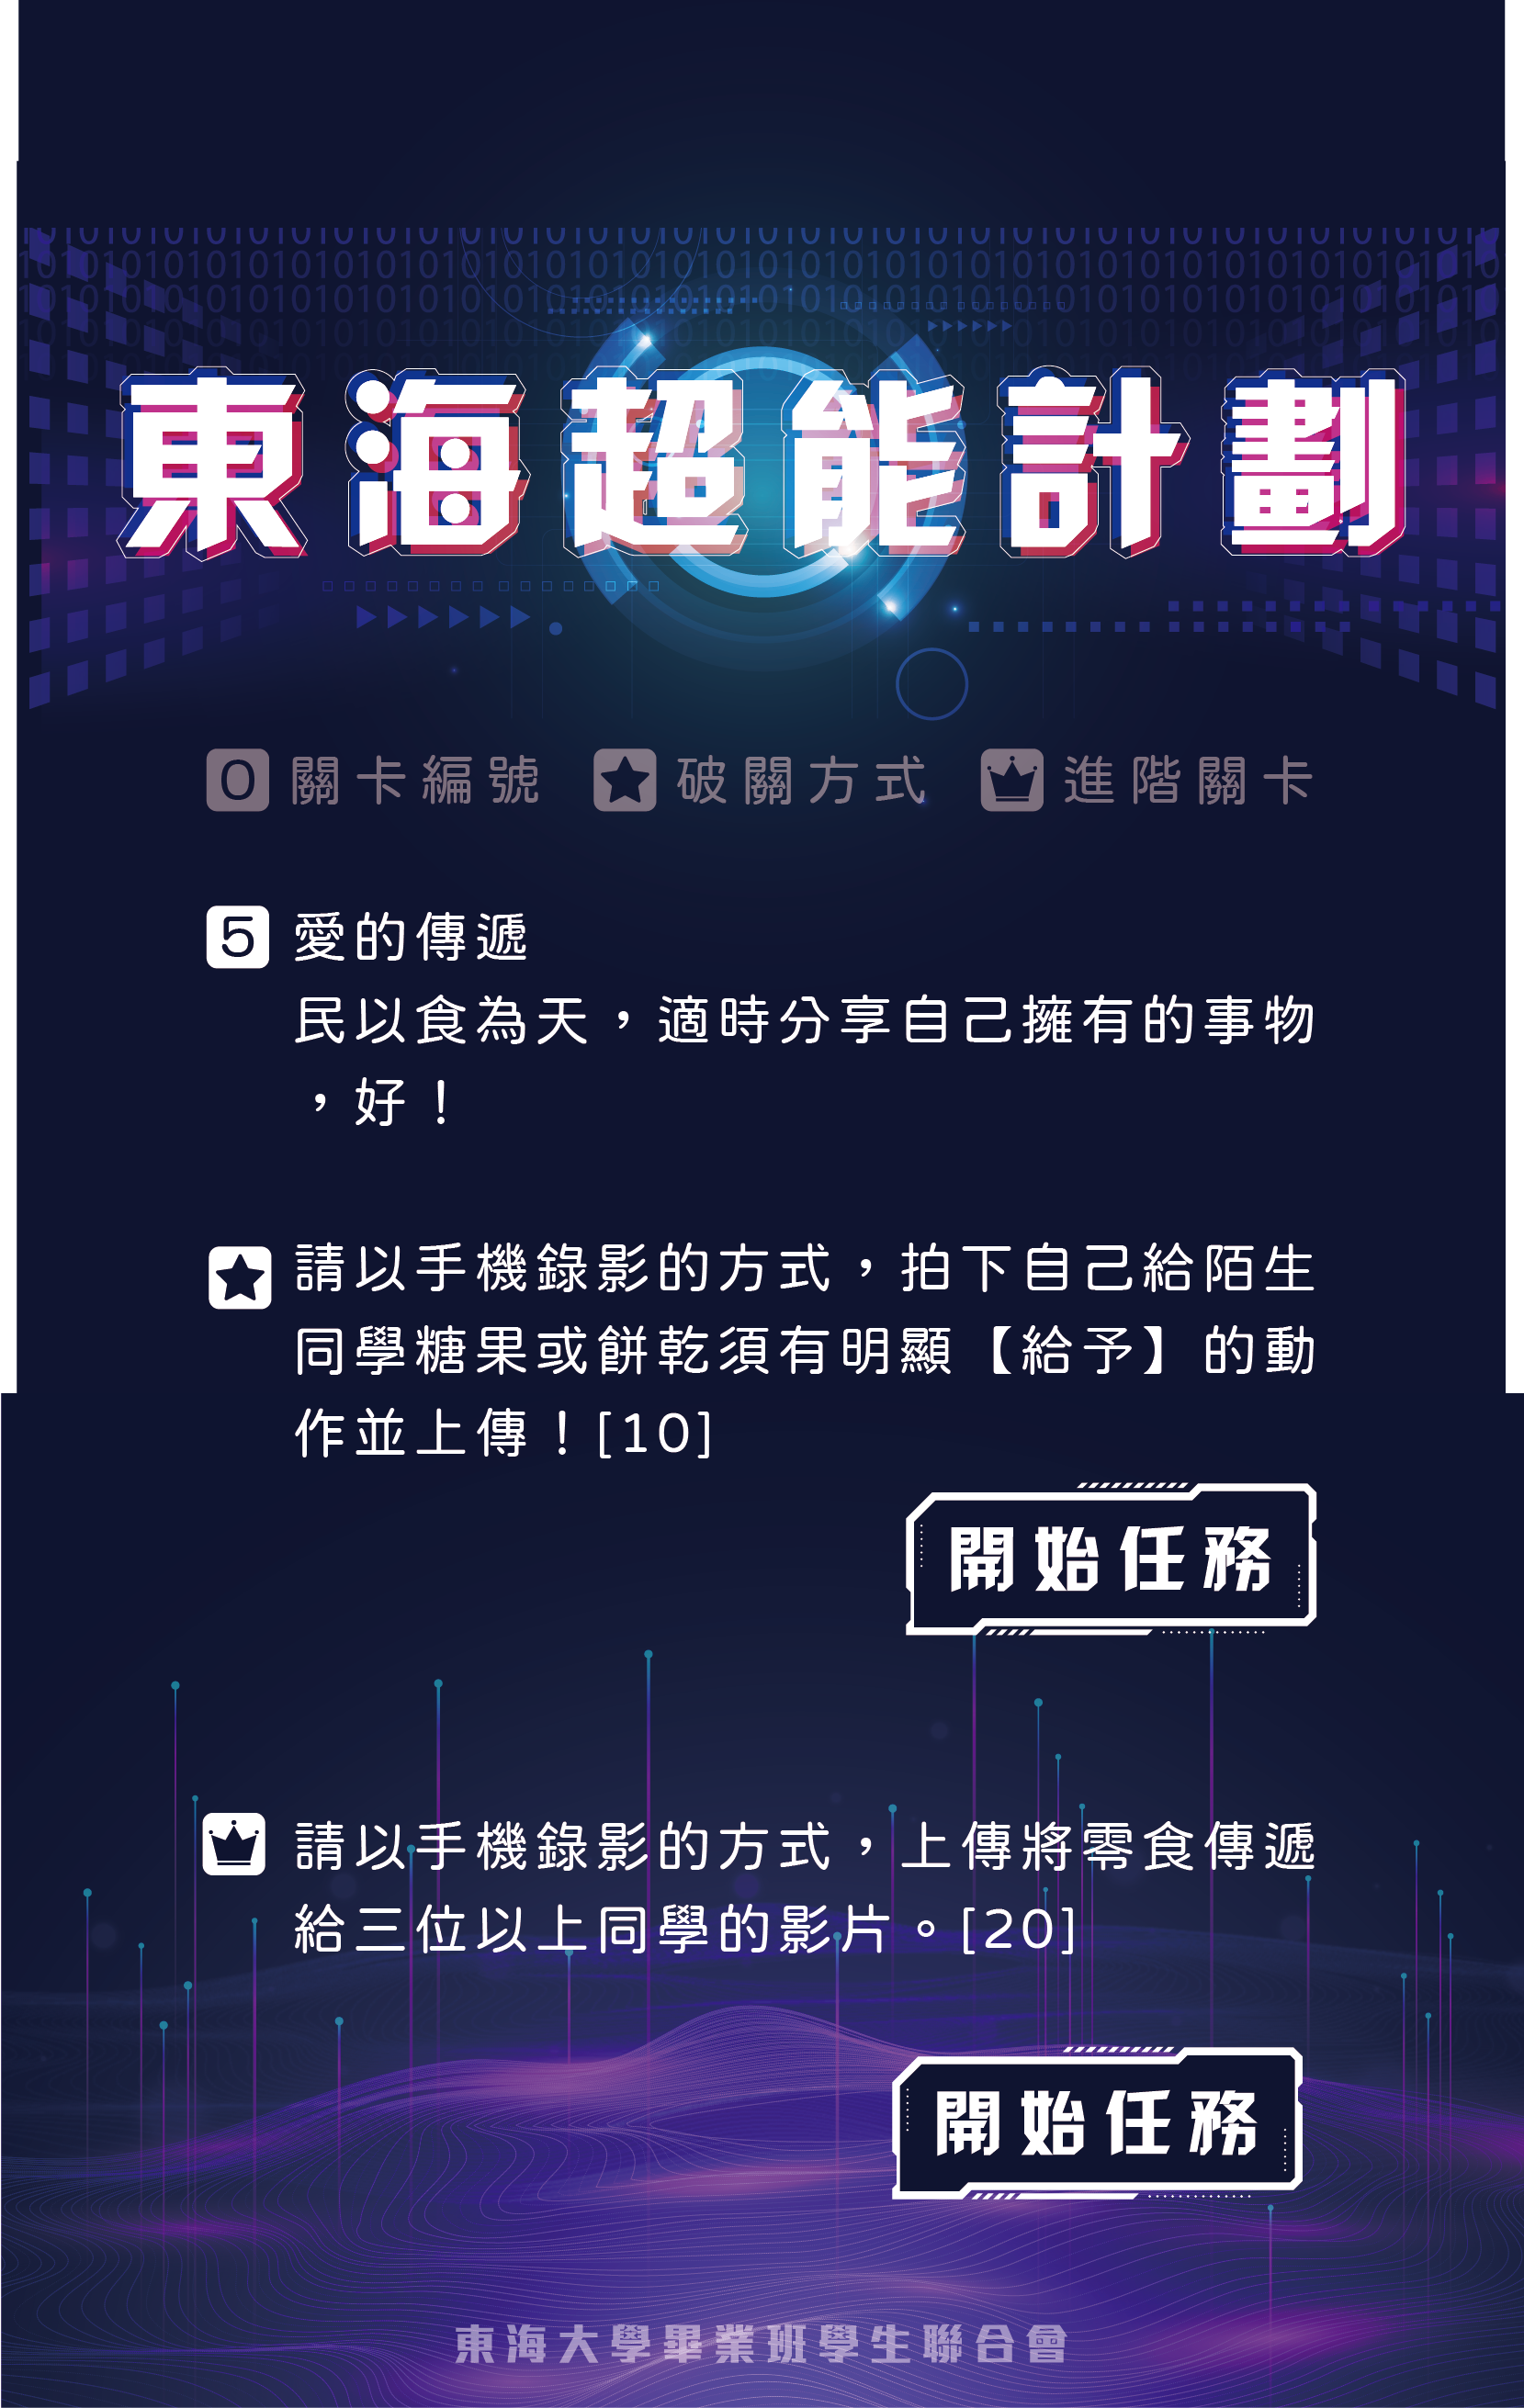 東海超能計劃
0 關卡編號 ★ 破關方式 進階關卡
5 愛的傳遞
民以食為天，適時分享自己擁有的事物
，好！
★ 請以手機錄影的方式，拍下自己給陌生
同學糖果或餅乾須有明顯【給予】的動
作並上傳！[10]
開始任務
請以手機錄影的方式，上傳將零食傳遞
給三位以上同學的影片。[20]
開始任務
東海大學畢業班學生聯合會